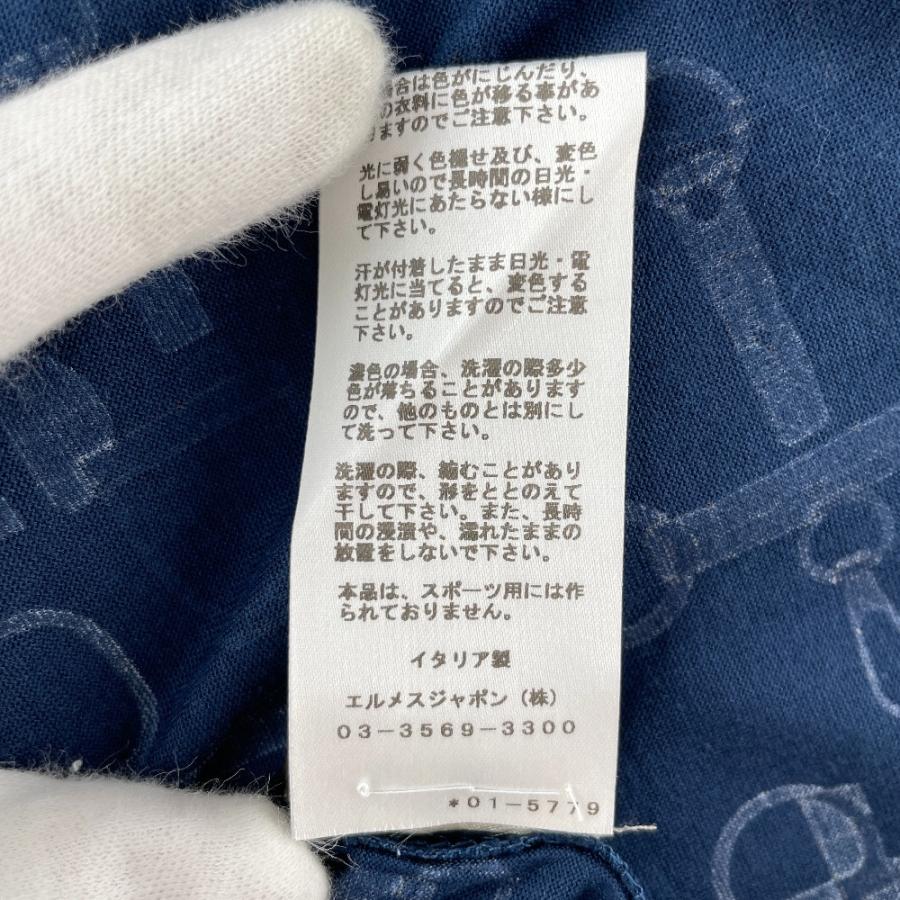 場合は色がにじんだり、
の衣料に色が移る事があ
りますのでご注意下さい。
光に弱く色褪せ及び、変色
し易いので長時間の日光・
電灯光にあたらない様にし
て下さい。
汗が付着したまま日光・電
灯光に当てると、変色する
ことがありますのでご注意
下さい。
濃色の場合、洗濯の際多少
色が落ちることがあります
ので、他のものとは別にし
て洗って下さい。
洗濯の際、縮むことがあり
ますので、形をととのえて
干して下さい。また、長時
間の浸漬や、濡れたままの
放置をしないで下さい。
本品は、スポーツ用には作
られておりません。
イタリア製
エルメスジャポン（株）
03-3569-3300
*01-5779